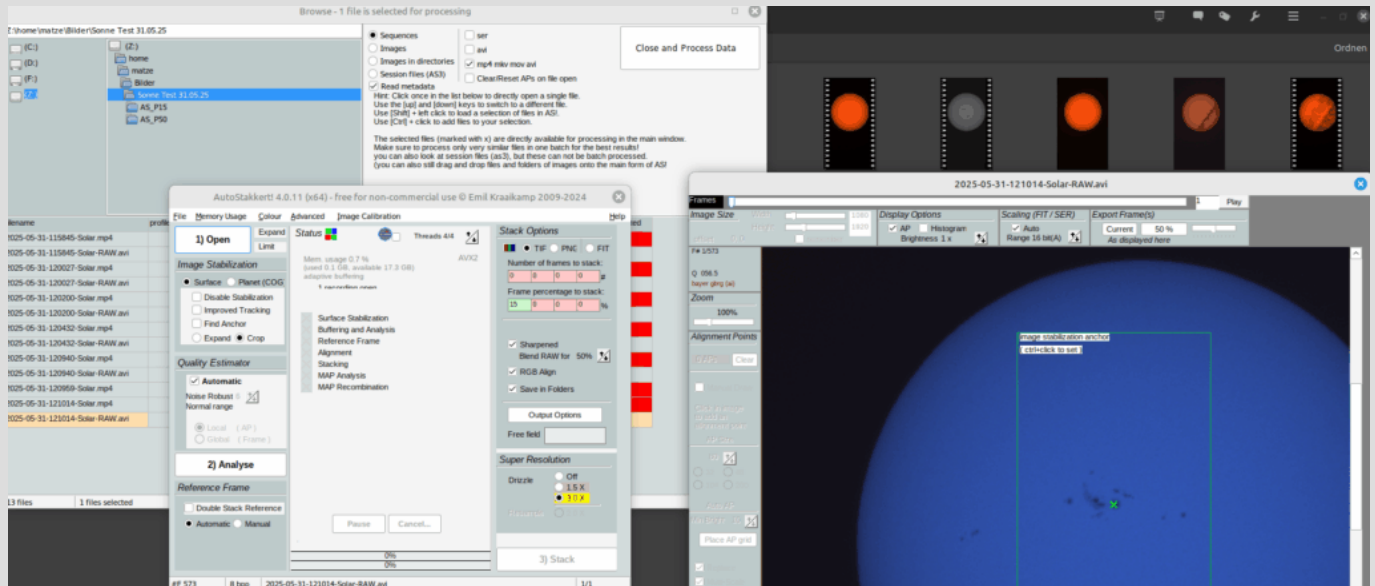 Browse - 1 file is selected for processing
Z:\home\matze\Bilder\Sonne Test 31.05.25
(C:)
(D:)
(F:)
(Z:)
(Z:)
home
matze
Bilder
Sonne Test 31.05.25
AS_P15
AS_P50
Sequences
Images
Images in directories
Session files (AS3)
Read metadata
ser
avi
mp4 mkv mov avi
Clear/Reset APs on file open
Close and Process Data
Hint: Click once in the list below to directly open a single file.
Use the [up] and [down] keys to switch to a different file.
Use [Shift] + left click to load a selection of files in AS!.
Use [Ctrl] + click to add files to your selection.
The selected files (marked with x) are directly available for processing in the main window.
Make sure to process only very similar files in one batch for the best results!
you can also look at session files (as3), but these can not be batch processed.
(you can also still drag and drop files and folders of images onto the main form of AS!
Ordnen
ilename
profile
2025-05-31-115845-Solar.mp4
2025-05-31-115845-Solar-RAW.avi
2025-05-31-120027-Solar.mp4
2025-05-31-120027-Solar-RAW.avi
2025-05-31-120200-Solar.mp4
2025-05-31-120200-Solar-RAW.avi
2025-05-31-120432-Solar.mp4
2025-05-31-120432-Solar-RAW.avi
2025-05-31-120940-Solar.mp4
2025-05-31-120940-Solar-RAW.avi
2025-05-31-120959-Solar.mp4
2025-05-31-121014-Solar.mp4
2025-05-31-121014-Solar-RAW.avi
13 files
1 files selected
AutoStakkert! 4.0.11 (x64) - free for non-commercial use © Emil Kraaikamp 2009-2024
File Memory Usage Colour Advanced Image Calibration Help
1) Open
Expand
Limit
Image Stabilization
Surface
Planet (COG
Disable Stabilization
Improved Tracking
Find Anchor
Expand
Crop
Quality Estimator
Automatic
Noise Robust
Normal range
Local (AP)
Global (Frame)
2) Analyse
Reference Frame
Double Stack Reference
Automatic
Manual
Status
Threads 4/4
Mem. usage 0.7 %
AVX2
(used 0.1 GB, available 17.3 GB)
adaptive buffering
1 recording open
Surface Stabilization
Buffering and Analysis
Reference Frame
Alignment
Stacking
MAP Analysis
MAP Recombination
Pause
Cancel...
0%
0%
Stack Options
TIF
PNG
FIT
Number of frames to stack:
0 0 0 0 #
Frame percentage to stack:
15 0 0 0 %
Sharpened
Blend RAW for 50%
RGB Align
Save in Folders
Output Options
Free field
Super Resolution
Drizzle
Off
1.5 X
3.0 X
3) Stack
#F 573
8 bpp
2025-05-31-121014-Solar-RAW.avi
1/1
2025-05-31-121014-Solar-RAW.avi
Frames
1
Play
Image Size
Display Options
AP
Histogram
Brightness 1 x
Scaling (FIT / SER)
Auto
Range 16 bit(A)
Export Frame(s)
Current
50 %
As displayed here
F# 1/573
Q 056.5
Zoom
100%
Alignment Points
Clear
Place AP grid
image stabilization anchor
( ctrl+click to set )